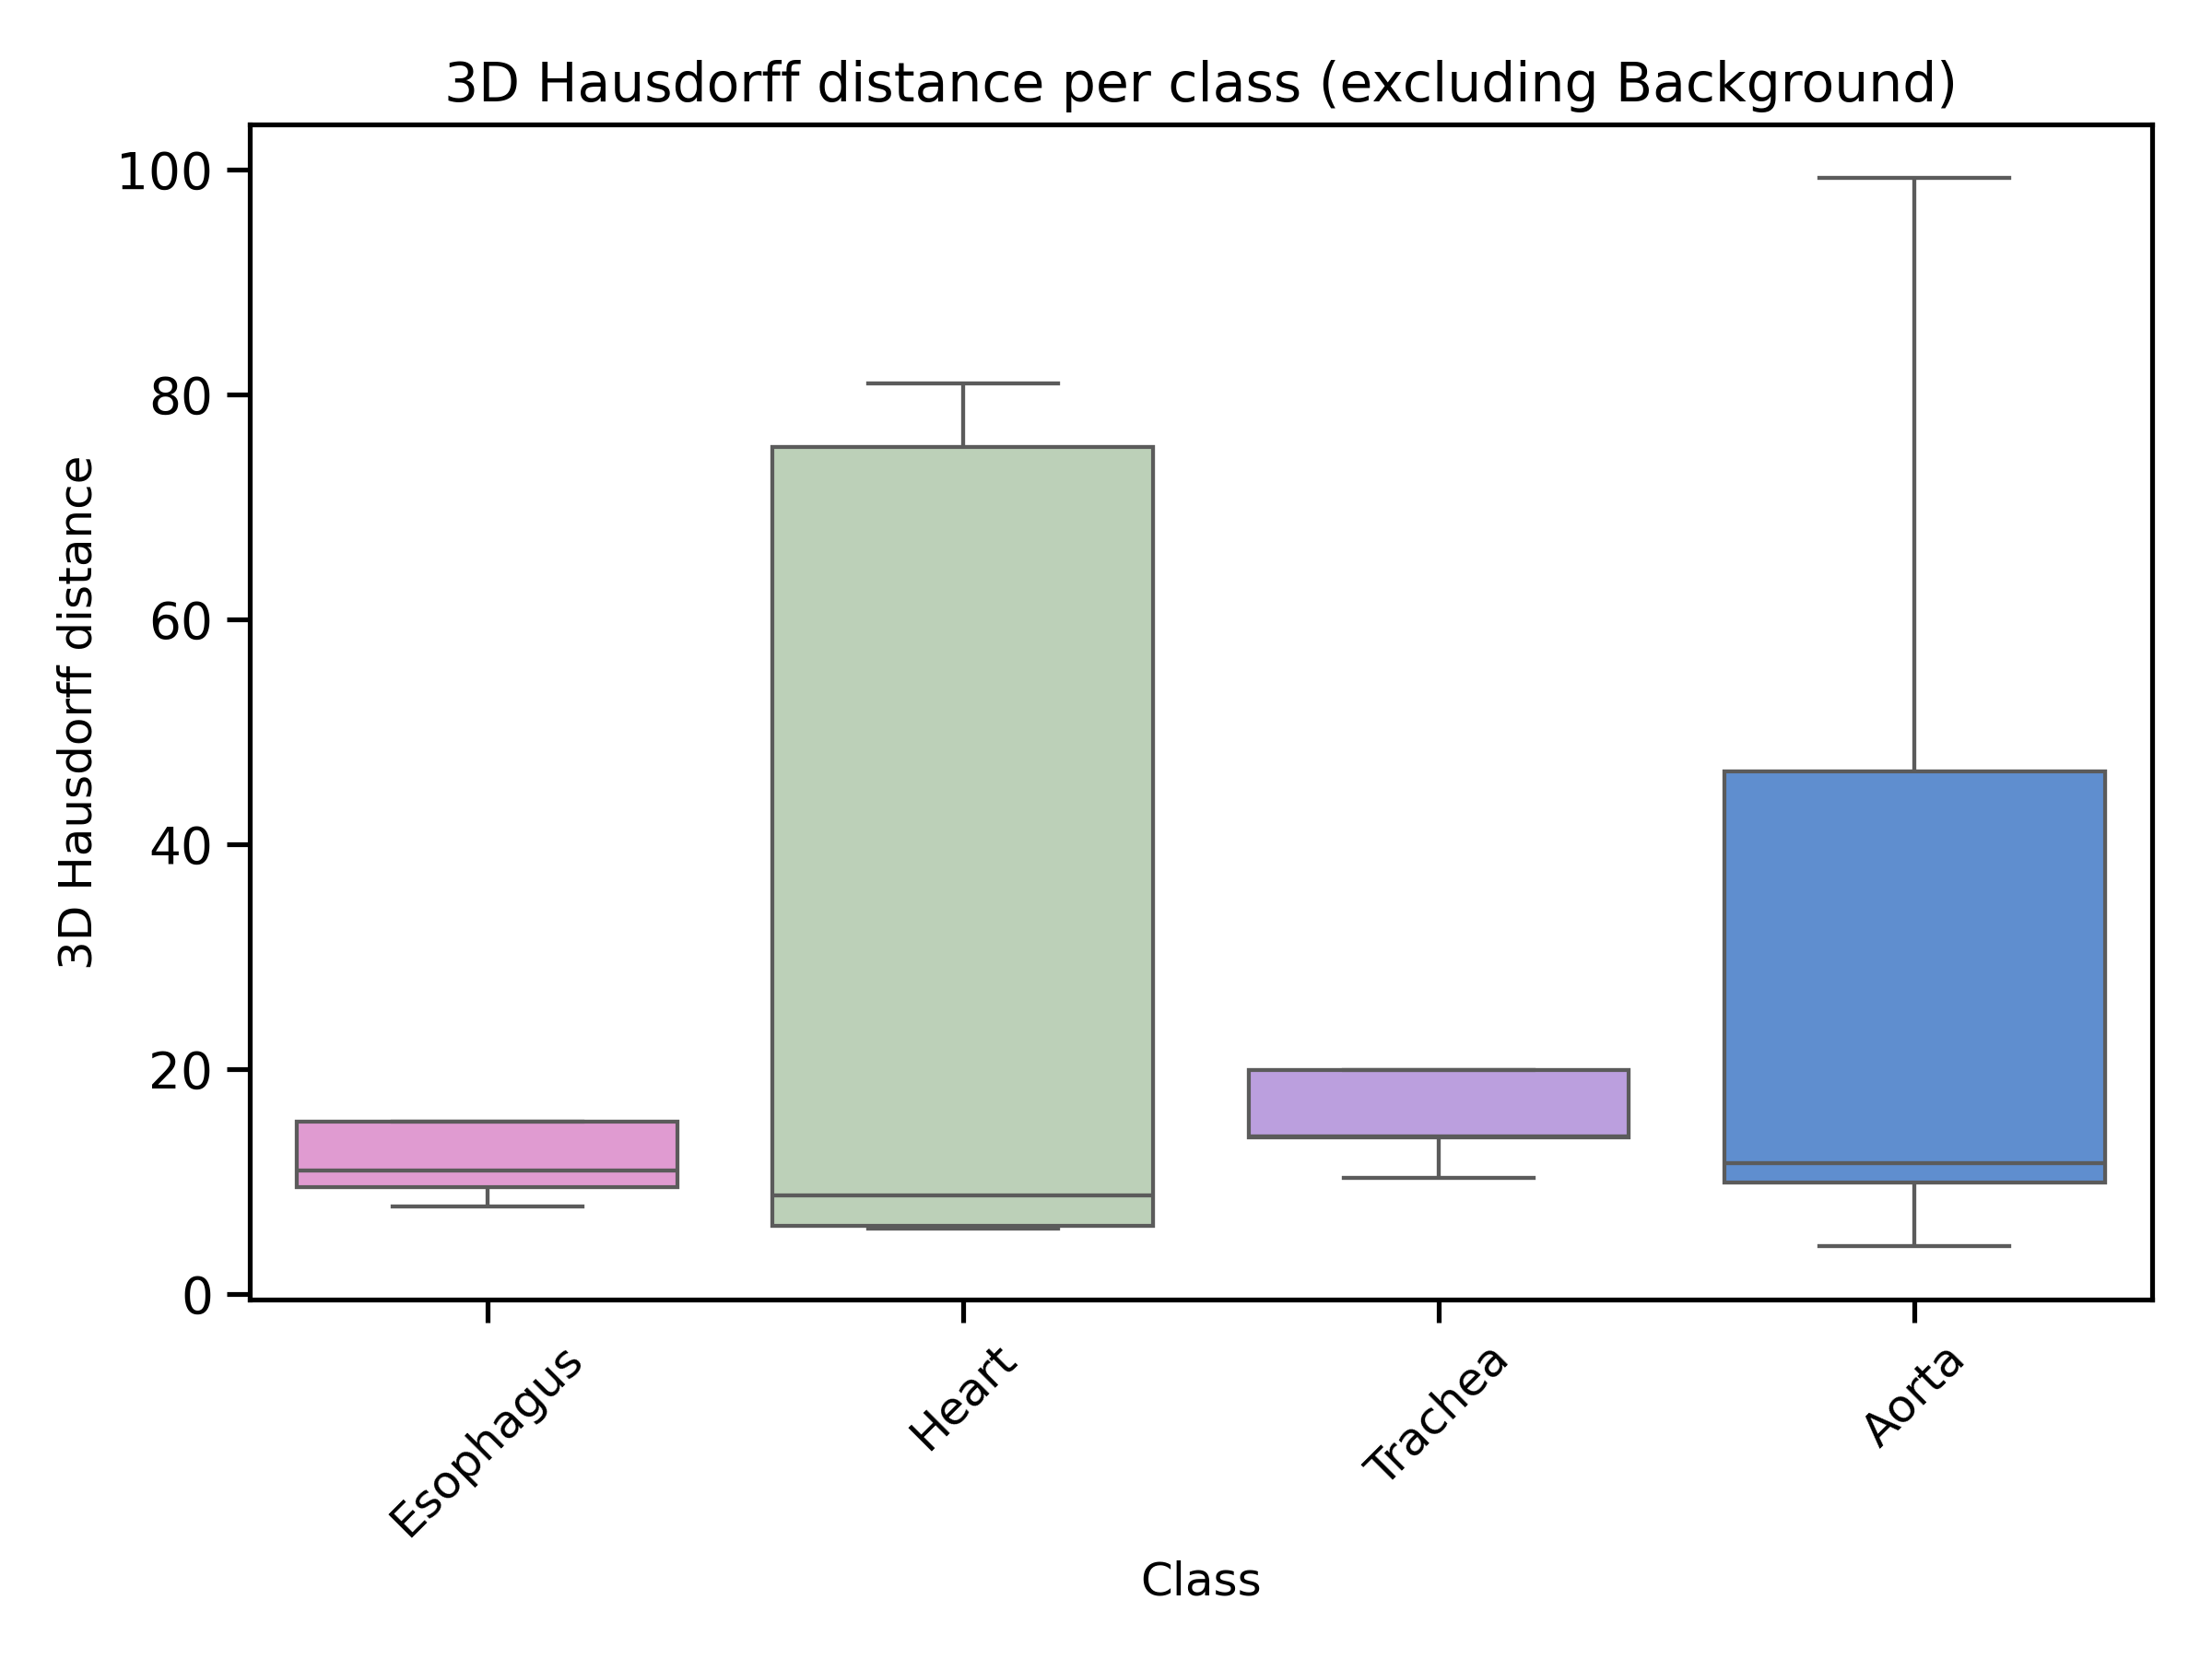 3D Hausdorff distance per class (excluding Background)
3D Hausdorff distance
100
80
60
40
20
0
Esophagus
Heart
Trachea
Aorta
Class